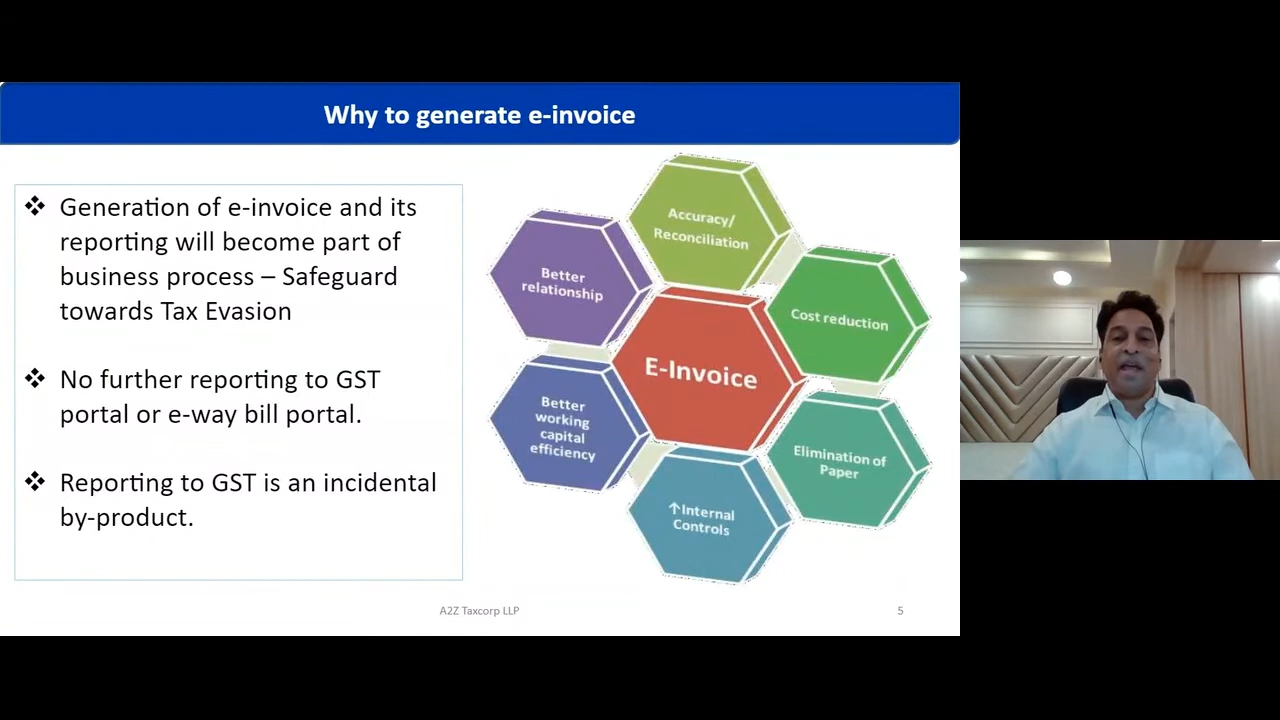 Why to generate e-invoice
❖ Generation of e-invoice and its
reporting will become part of
business process – Safeguard
towards Tax Evasion
❖ No further reporting to GST
portal or e-way bill portal.
❖ Reporting to GST is an incidental
by-product.
Accuracy/
Reconciliation
Better
relationship
Cost reduction
E-Invoice
Better
working
capital
efficiency
Elimination of
Paper
↑Internal
Controls
A2Z Taxcorp LLP
5